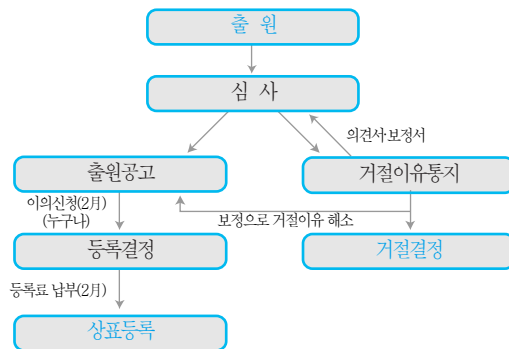 출 원
심 사
의견서·보정서
출원공고
거절이유통지
이의신청(2月)
(누구나)
보정으로 거절이유 해소
등록결정
거절결정
등록료 납부(2月)
상표등록